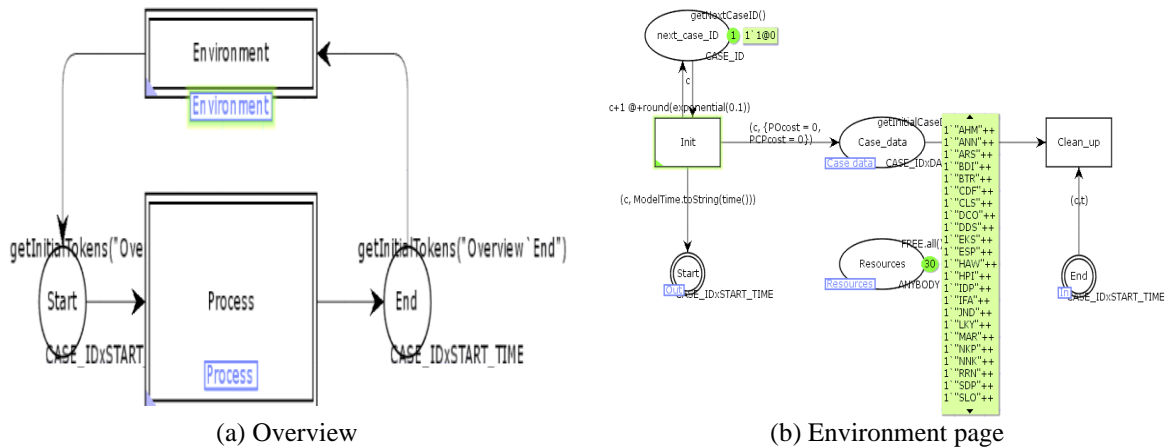 Environment
Environment
getInitialTokens("Ove
getInitialTokens("Overview`End")
Start
Process
End
CASE_IDxSTART_
CASE_IDxSTART_TIME
Process
(a) Overview
getNextCaseID()
next_case_ID
1
1`1@0
CASE_ID
c
c+1 @+round(exponential(0.1))
Init
(c, {POcost = 0,
PCPcost = 0})
getInitialCaseD
Case_data
Case data
CASE_IDxDA
Clean_up
(c, ModelTime.toString(time()))
(c,t)
Start
Out
CASE_IDxSTART_TIME
FREE.all()
Resources
30
Resources
ANYBODY
End
In
CASE_IDxSTART_TIME
1`"AHM"++
1`"ANN"++
1`"ARS"++
1`"BDI"++
1`"BTR"++
1`"CDF"++
1`"CLS"++
1`"DCO"++
1`"DDS"++
1`"EKS"++
1`"ESP"++
1`"HAW"++
1`"HPI"++
1`"IDP"++
1`"IFA"++
1`"JND"++
1`"LKY"++
1`"MAR"++
1`"NKP"++
1`"NNK"++
1`"RRN"++
1`"SDP"++
1`"SLO"++
(b) Environment page